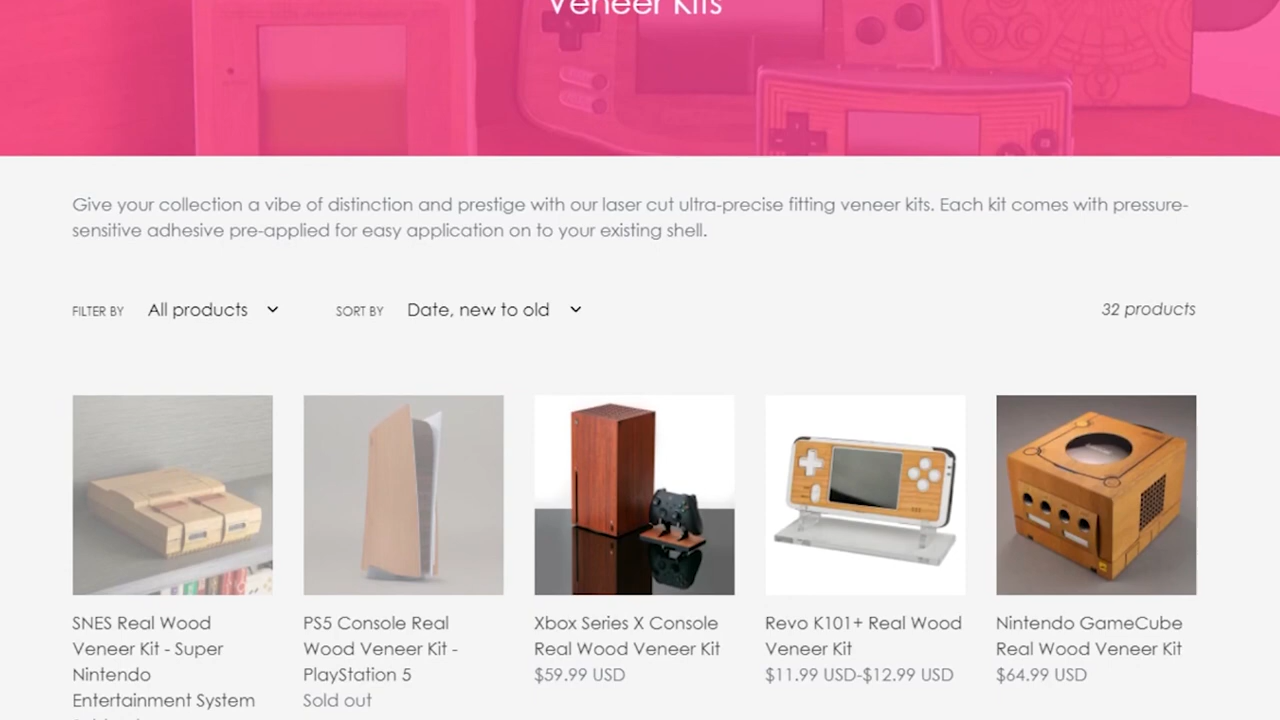 Veneer Kits
Give your collection a vibe of distinction and prestige with our laser cut ultra-precise fitting veneer kits. Each kit comes with pressure-
sensitive adhesive pre-applied for easy application on to your existing shell.
FILTER BY All products SORT BY Date, new to old 32 products
SNES Real Wood
Veneer Kit - Super
Nintendo
Entertainment System
PS5 Console Real
Wood Veneer Kit -
PlayStation 5
Sold out
Xbox Series X Console
Real Wood Veneer Kit
$59.99 USD
Revo K101+ Real Wood
Veneer Kit
$11.99 USD-$12.99 USD
Nintendo GameCube
Real Wood Veneer Kit
$64.99 USD